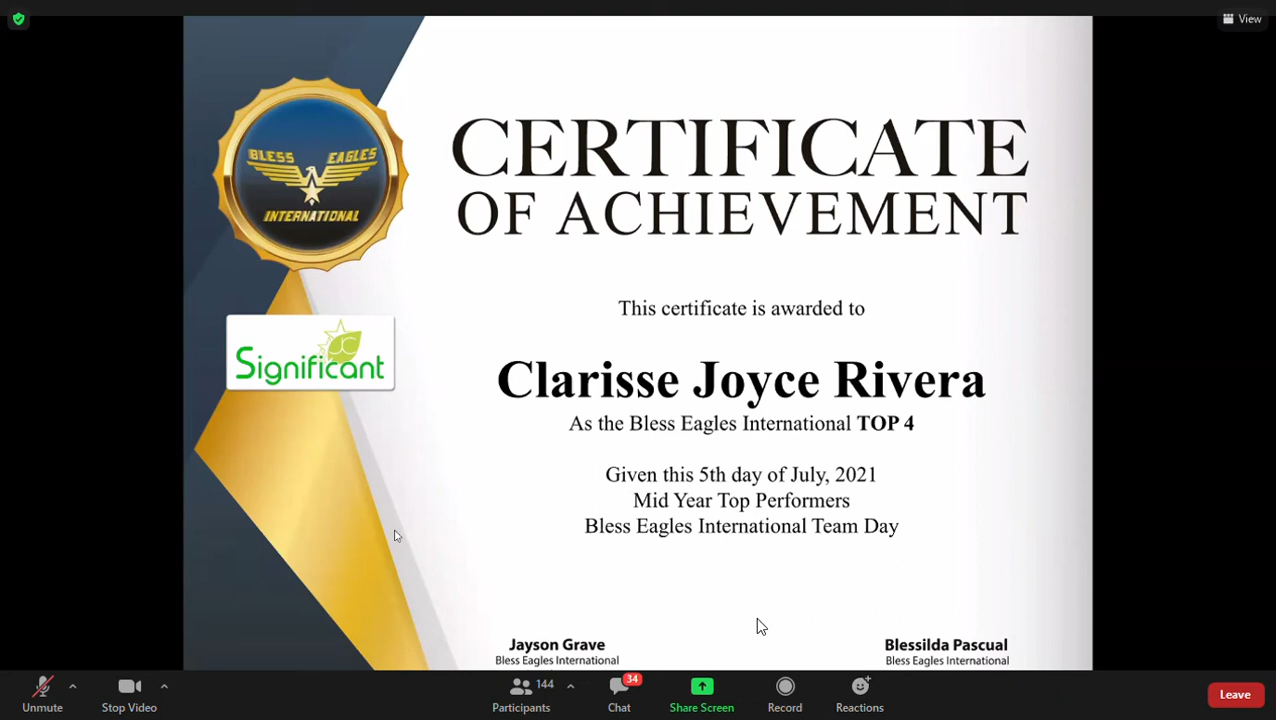 View
CERTIFICATE
OF ACHIEVEMENT
BLESS EAGLES
INTERNATIONAL
This certificate is awarded to
JC
Significant
Clarisse Joyce Rivera
As the Bless Eagles International TOP 4
Given this 5th day of July, 2021
Mid Year Top Performers
Bless Eagles International Team Day
Jayson Grave
Bless Eagles International
Blessilda Pascual
Bless Eagles International
Unmute
Stop Video
144
Participants
34
Chat
Share Screen
Record
Reactions
Leave